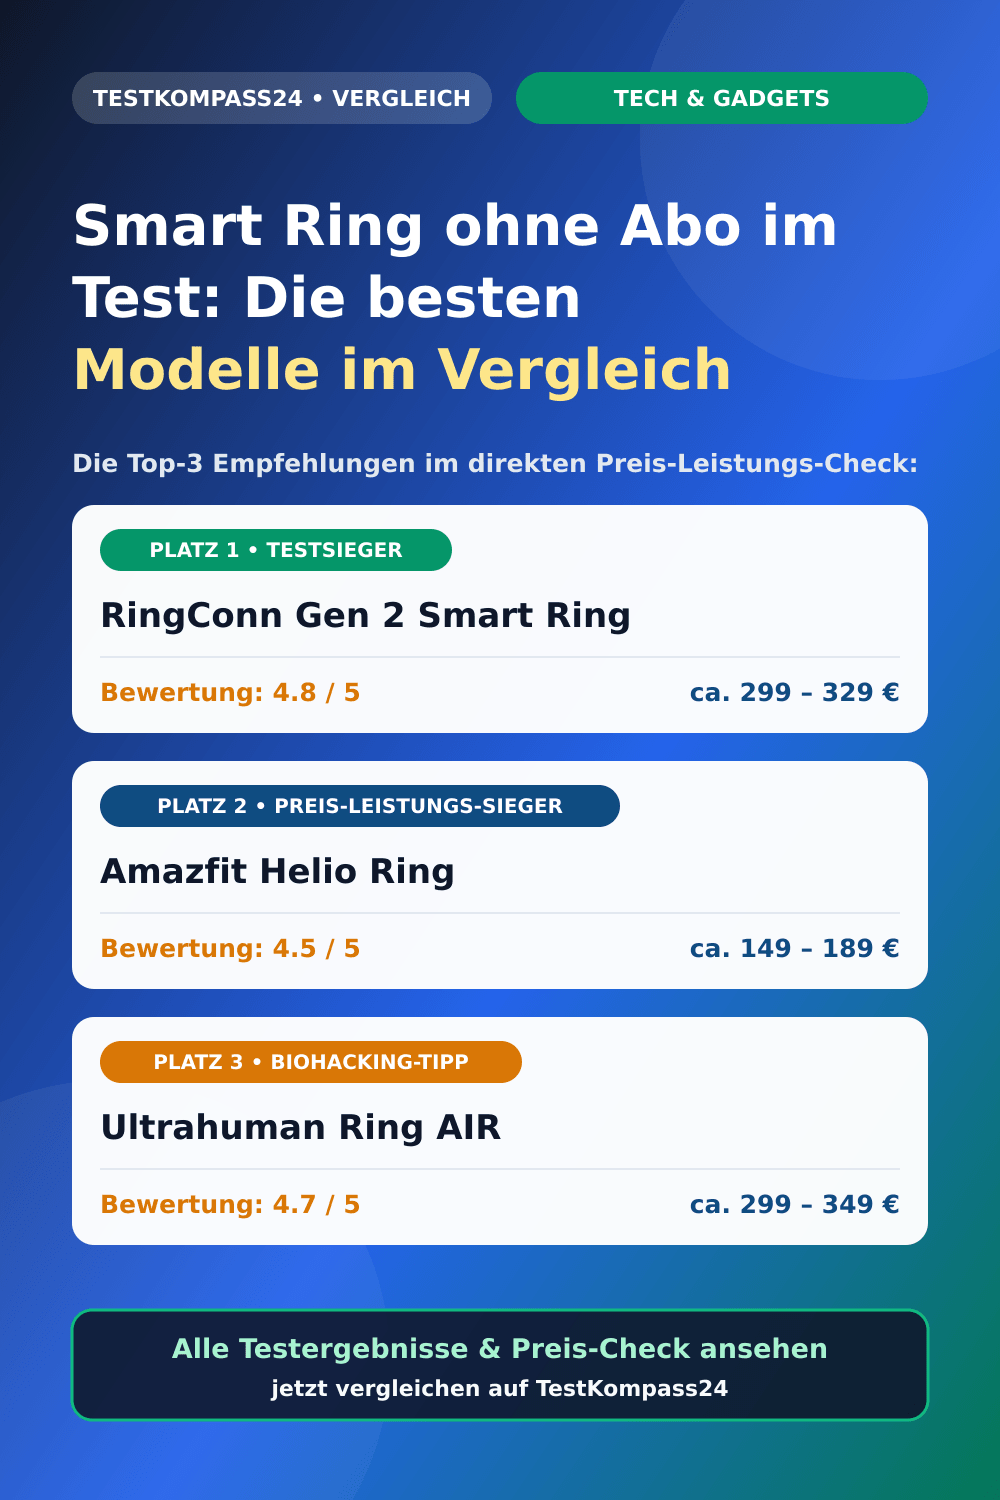 TESTKOMPASS24 • VERGLEICH
TECH & GADGETS
Smart Ring ohne Abo im
Test: Die besten
Modelle im Vergleich
Die Top-3 Empfehlungen im direkten Preis-Leistungs-Check:
PLATZ 1 • TESTSIEGER
RingConn Gen 2 Smart Ring
Bewertung: 4.8 / 5
ca. 299 – 329 €
PLATZ 2 • PREIS-LEISTUNGS-SIEGER
Amazfit Helio Ring
Bewertung: 4.5 / 5
ca. 149 – 189 €
PLATZ 3 • BIOHACKING-TIPP
Ultrahuman Ring AIR
Bewertung: 4.7 / 5
ca. 299 – 349 €
Alle Testergebnisse & Preis-Check ansehen
jetzt vergleichen auf TestKompass24